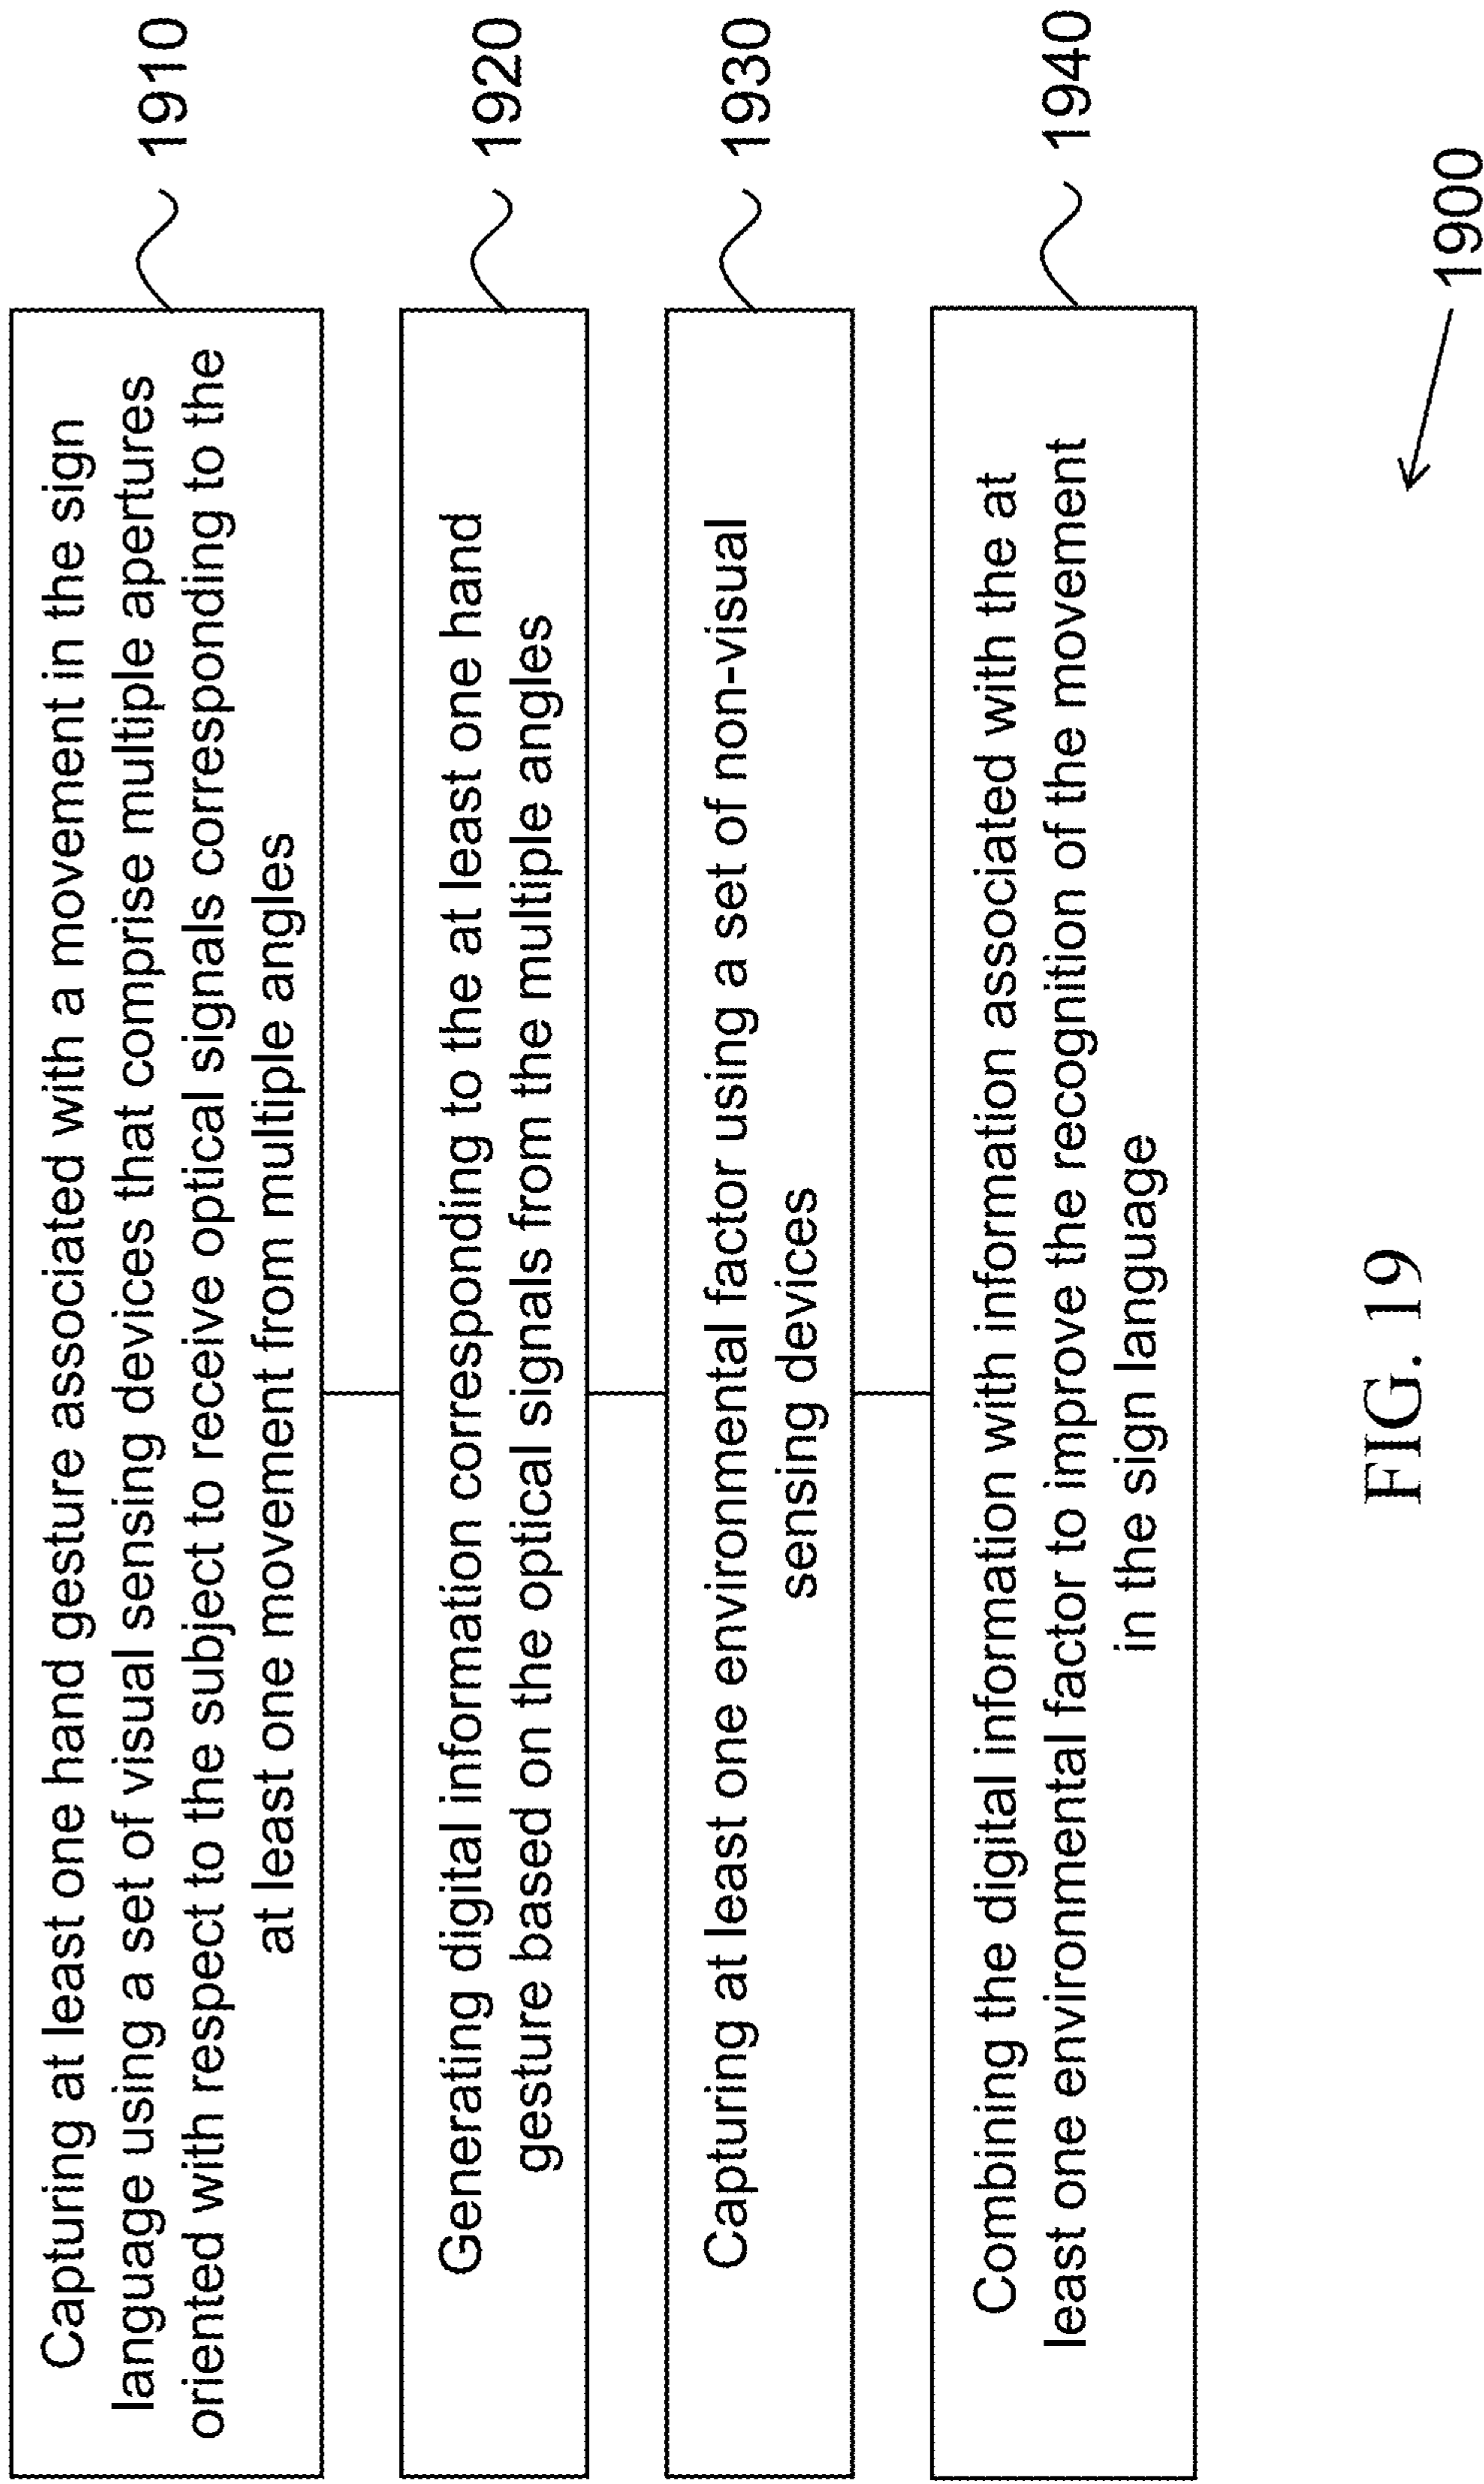 Capturing at least one hand gesture associated with a movement in the sign
language using a set of visual sensing devices that comprise multiple apertures
oriented with respect to the subject to receive optical signals corresponding to the
at least one movement from multiple angles
1910
Generating digital information corresponding to the at least one hand
gesture based on the optical signals from the multiple angles
1920
Capturing at least one environmental factor using a set of non-visual
sensing devices
1930
Combining the digital information with information associated with the at
least one environmental factor to improve the recognition of the movement
in the sign language
1940
1900
FIG. 19